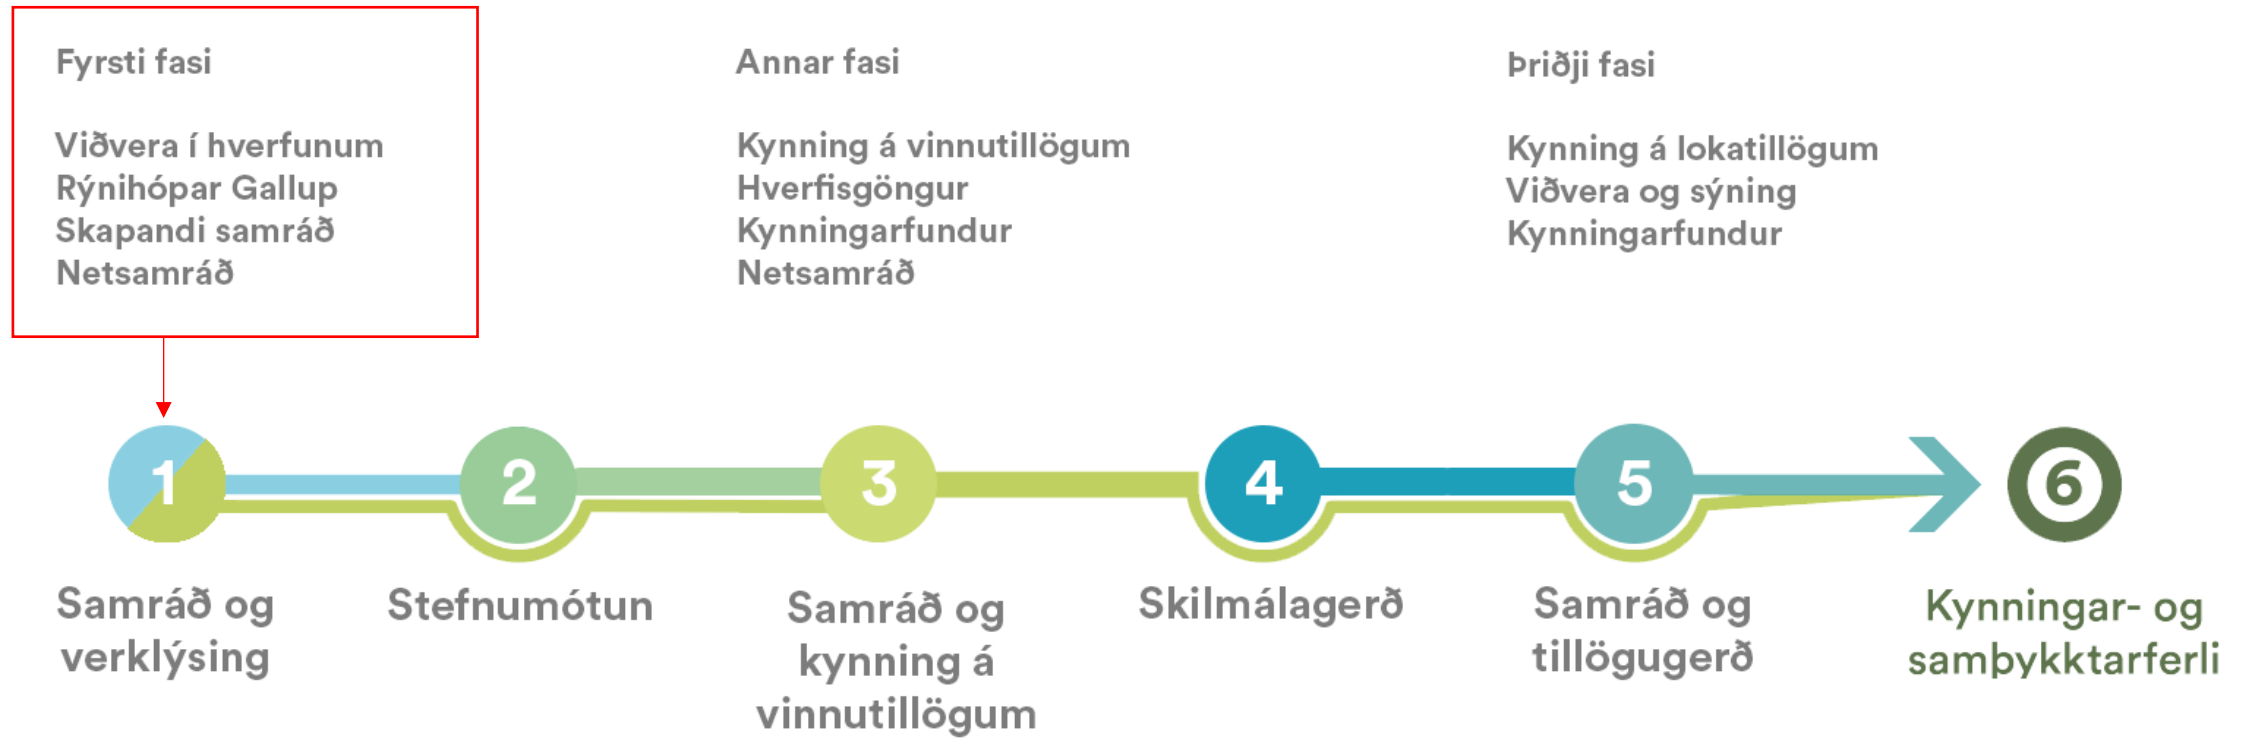 Fyrsti fasi
Viðvera í hverfunum
Rýnihópar Gallup
Skapandi samráð
Netsamráð
Annar fasi
Kynning á vinnutillögum
Hverfisgöngur
Kynningarfundur
Netsamráð
Þriðji fasi
Kynning á lokatillögum
Viðvera og sýning
Kynningarfundur
1
2
3
4
5
6
Samráð og
verklýsing
Stefnumótun
Samráð og
kynning á
vinnutillögum
Skilmálagerð
Samráð og
tillögugerð
Kynningar- og
samþykktarferli